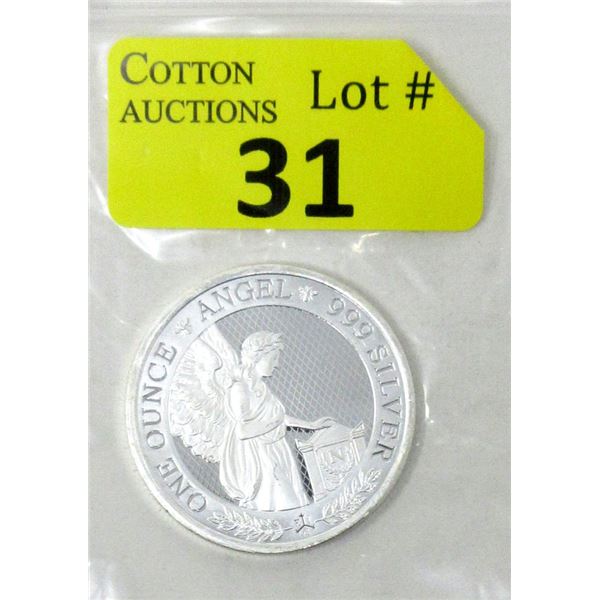 COTTON
AUCTIONS
Lot #
31
ONE OUNCE * ANGEL * 999 SILVER